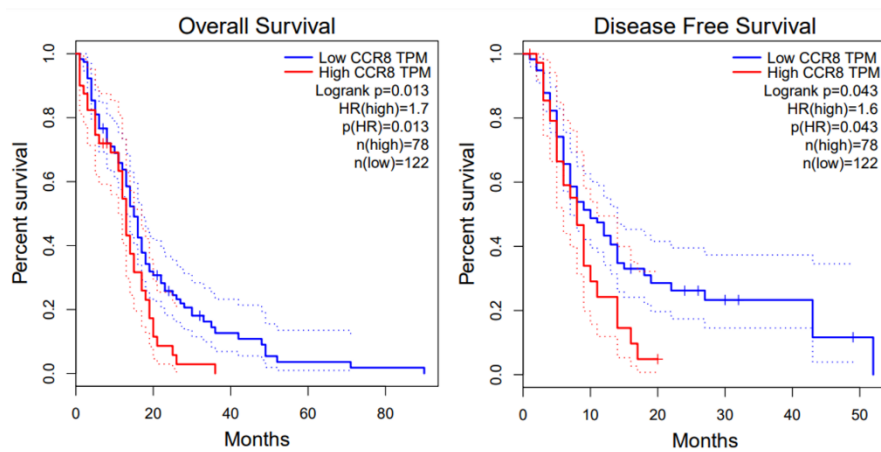 Overall Survival
Low CCR8 TPM
High CCR8 TPM
Logrank p=0.013
HR(high)=1.7
p(HR)=0.013
n(high)=78
n(low)=122
Percent survival
1.0
0.8
0.6
0.4
0.2
0.0
0 20 40 60 80
Months
Disease Free Survival
Low CCR8 TPM
High CCR8 TPM
Logrank p=0.043
HR(high)=1.6
p(HR)=0.043
n(high)=78
n(low)=122
Percent survival
1.0
0.8
0.6
0.4
0.2
0.0
0 10 20 30 40 50
Months